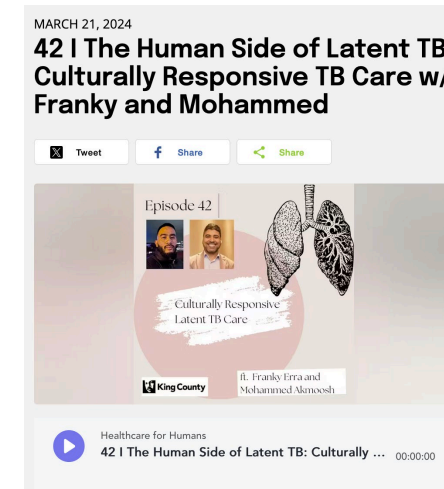 MARCH 21, 2024
42 I The Human Side of Latent TB
Culturally Responsive TB Care w/
Franky and Mohammed
Tweet
Share
Share
Episode 42
Culturally Responsive
Latent TB Care
King County
ft. Franky Erra and
Mohammed Akmoosh
Healthcare for Humans
42 I The Human Side of Latent TB: Culturally ... 00:00:00